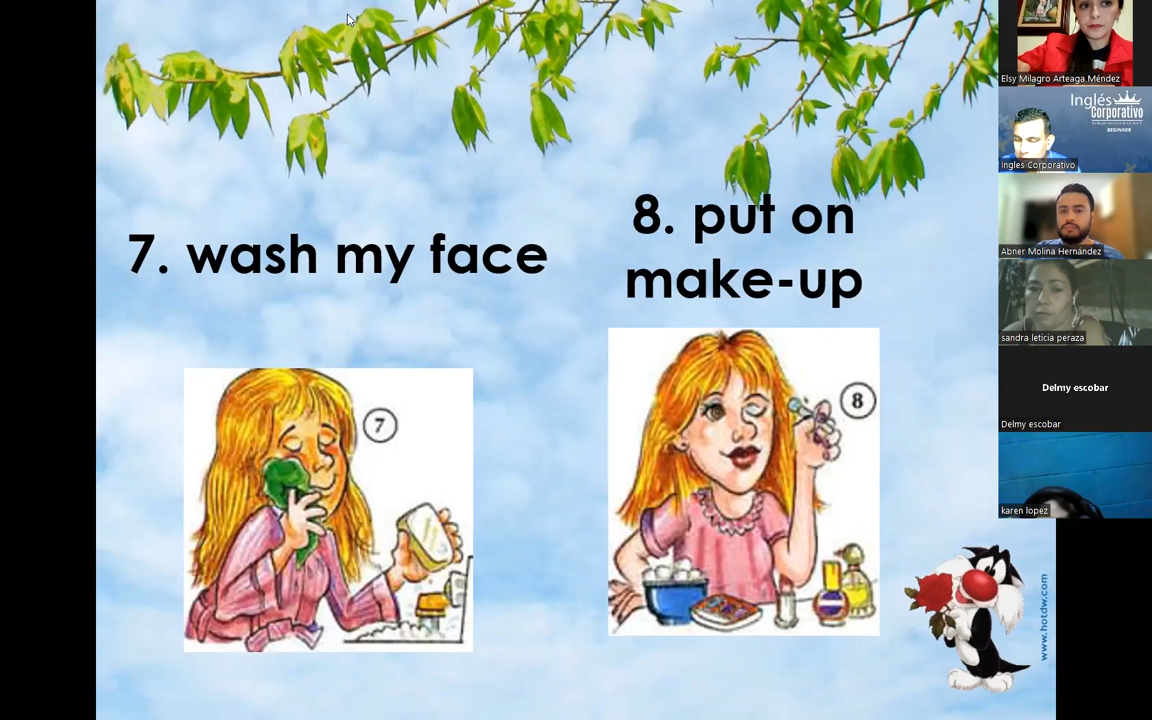 7. wash my face
8. put on
make-up
7
8
www.hotdw.com
Elsy Milagro Arteaga Méndez
Inglés
Corporativo
BEGINNER
Ingles Corporativo
Abner Molina Hernández
sandra leticia peraza
Delmy escobar
Delmy escobar
karen lopez